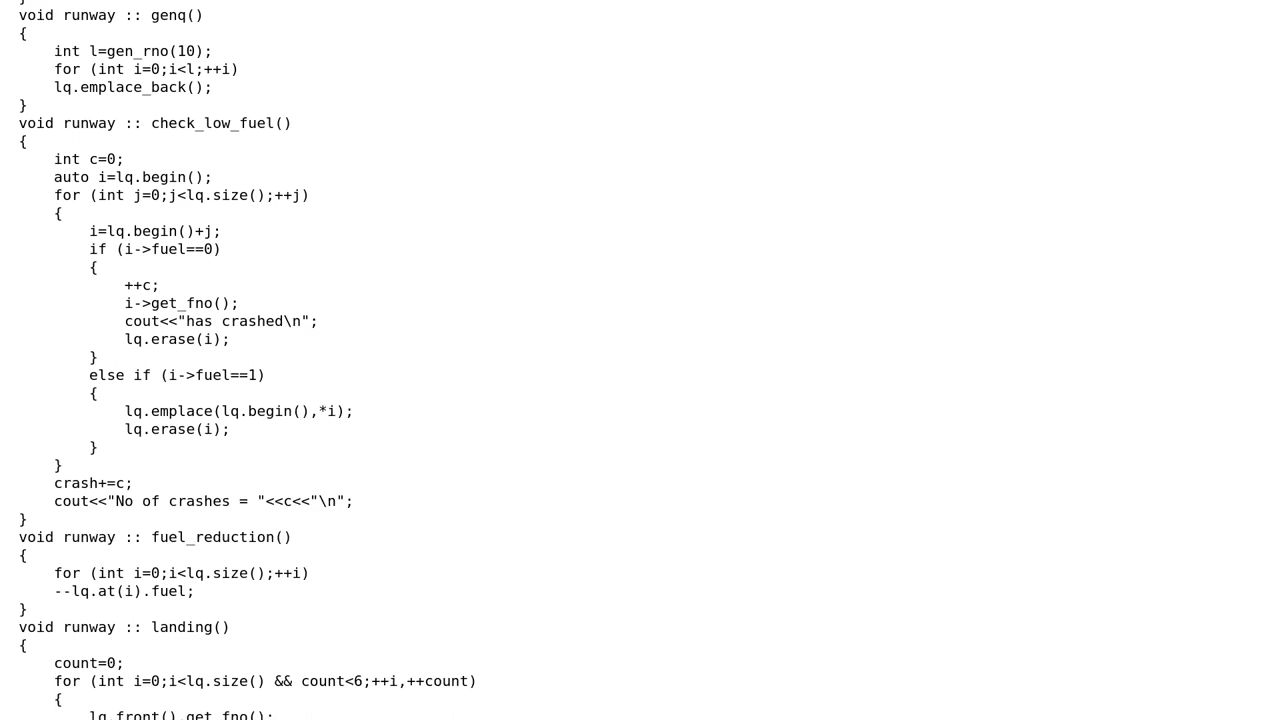 }
void runway :: genq()
{
    int l=gen_rno(10);
    for (int i=0;i<l;++i)
    lq.emplace_back();
}
void runway :: check_low_fuel()
{
    int c=0;
    auto i=lq.begin();
    for (int j=0;j<lq.size();++j)
    {
        i=lq.begin()+j;
        if (i->fuel==0)
        {
            ++c;
            i->get_fno();
            cout<<"has crashed\n";
            lq.erase(i);
        }
        else if (i->fuel==1)
        {
            lq.emplace(lq.begin(),*i);
            lq.erase(i);
        }
    }
    crash+=c;
    cout<<"No of crashes = "<<c<<"\n";
}
void runway :: fuel_reduction()
{
    for (int i=0;i<lq.size();++i)
    --lq.at(i).fuel;
}
void runway :: landing()
{
    count=0;
    for (int i=0;i<lq.size() && count<6;++i,++count)
    {
        lq.front().get_fno();